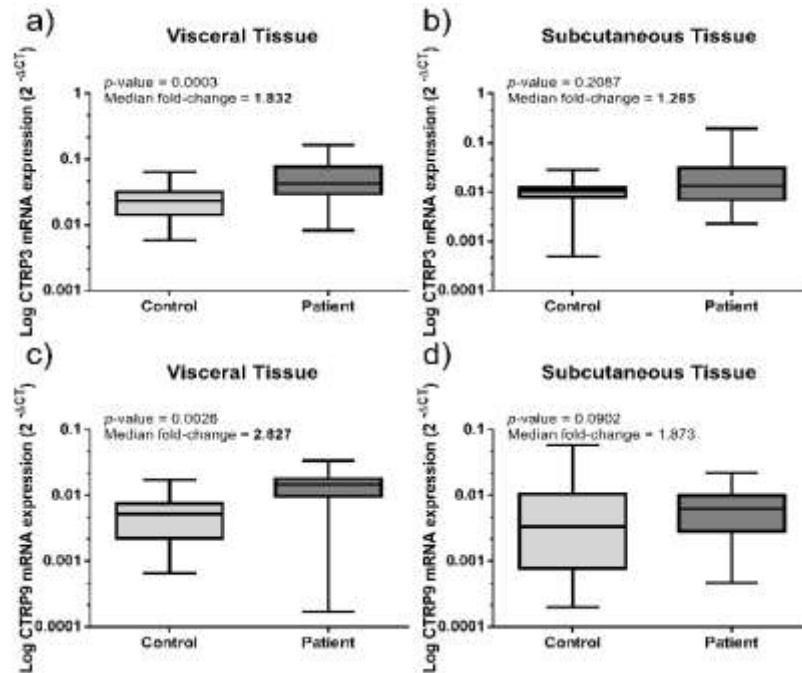 a)
Visceral Tissue
p-value = 0.0003
Median fold-change = 1.832
Log CTRP3 mRNA expression (2 -ΔCT)
1
0.1
0.01
0.001
Control Patient
b)
Subcutaneous Tissue
p-value = 0.2087
Median fold-change = 1.265
Log CTRP3 mRNA expression (2 -ΔCT)
1
0.1
0.01
0.001
0.0001
Control Patient
c)
Visceral Tissue
p-value = 0.0026
Median fold-change = 2.827
Log CTRP9 mRNA expression (2 -ΔCT)
0.1
0.01
0.001
0.0001
Control Patient
d)
Subcutaneous Tissue
p-value = 0.0902
Median fold-change = 1.873
Log CTRP9 mRNA expression (2 -ΔCT)
0.1
0.01
0.001
0.0001
Control Patient